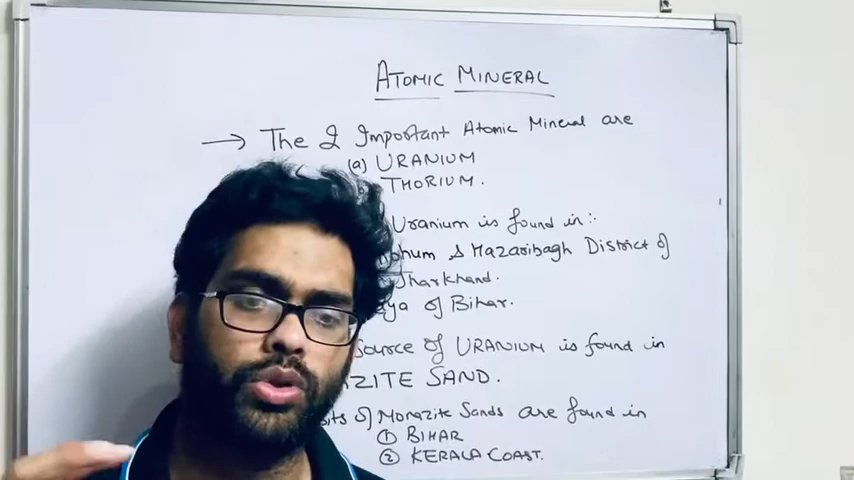 ATOMIC MINERAL
→ The 2 Important Atomic Mineral are
(a) URANIUM
THORIUM.
Uranium is found in:-
& Hazaribagh District of
Jharkhand.
of Bihar.
Source of URANIUM is found in
SAND.
of Monazite Sands are found in
① BIHAR
② KERALA COAST.